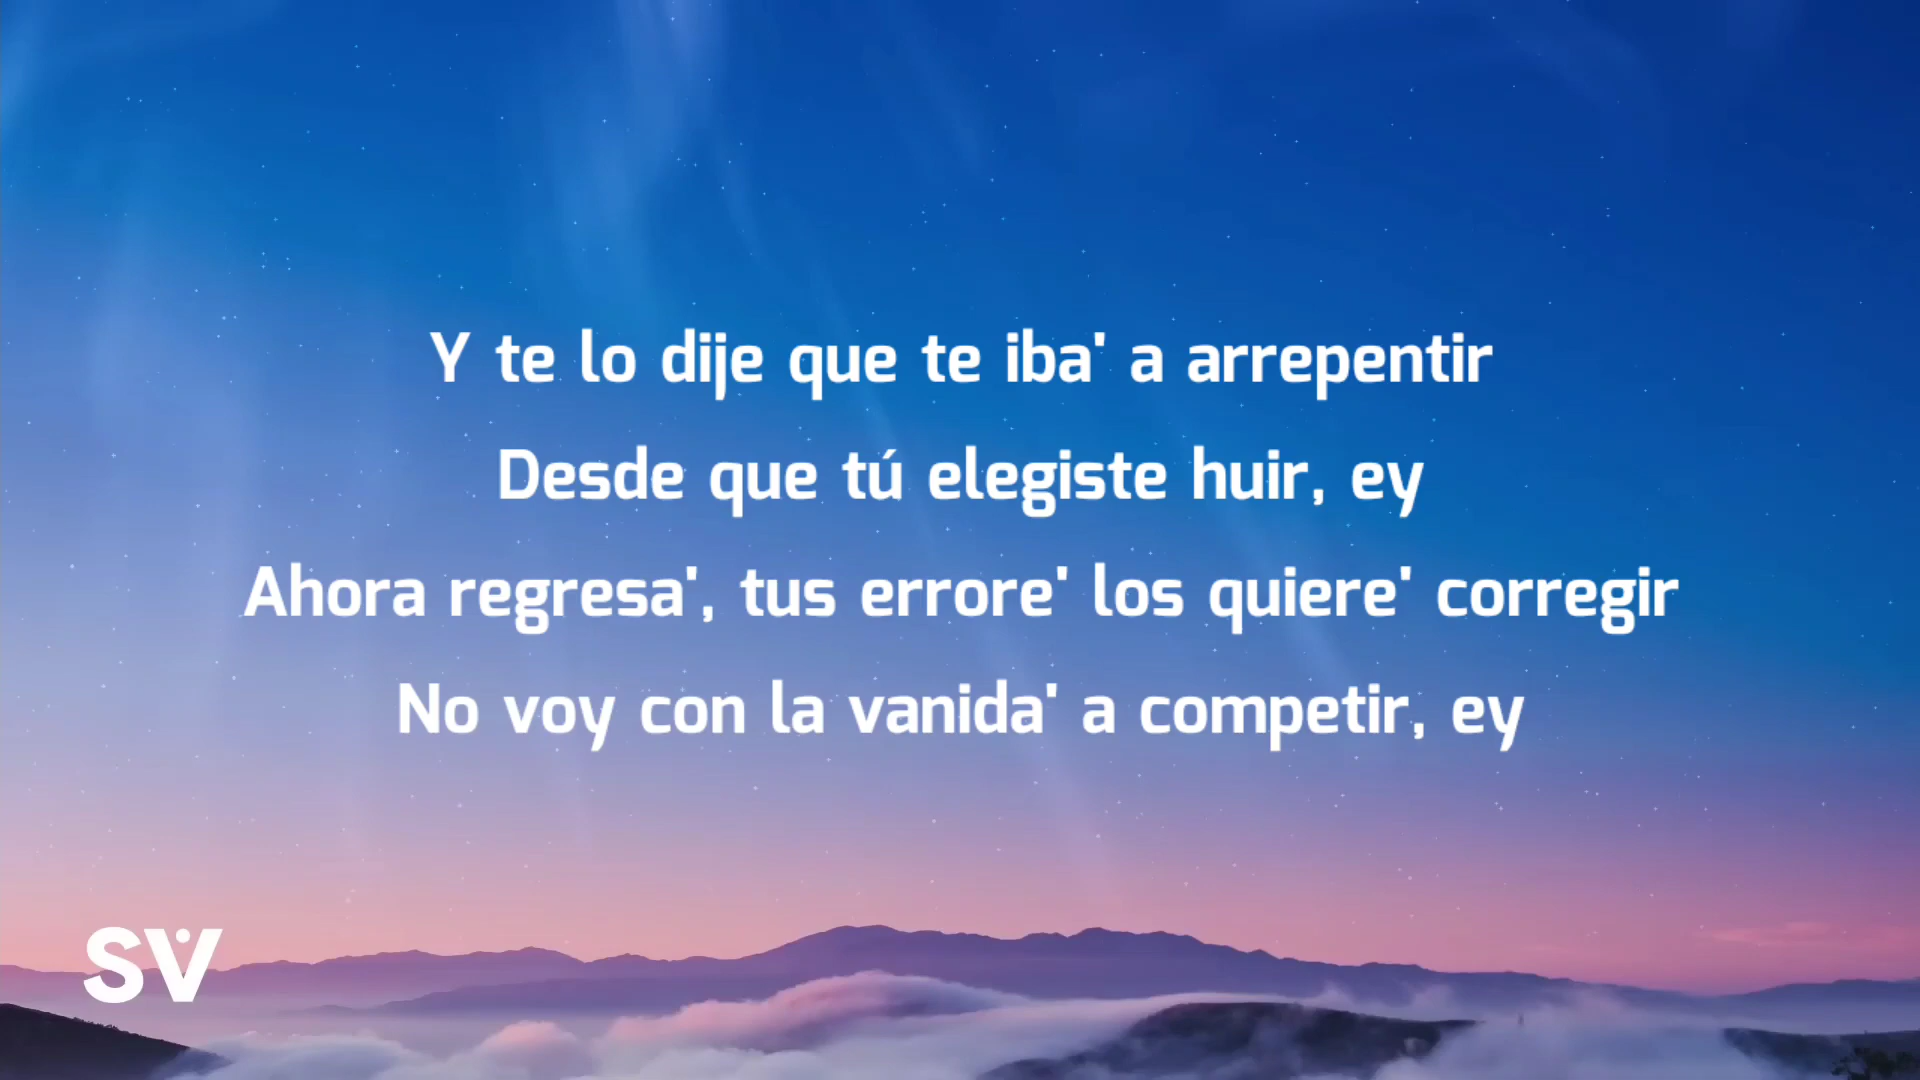 Y te lo dije que te iba' a arrepentir
Desde que tú elegiste huir, ey
Ahora regresa', tus errore' los quiere' corregir
No voy con la vanida' a competir, ey
SV